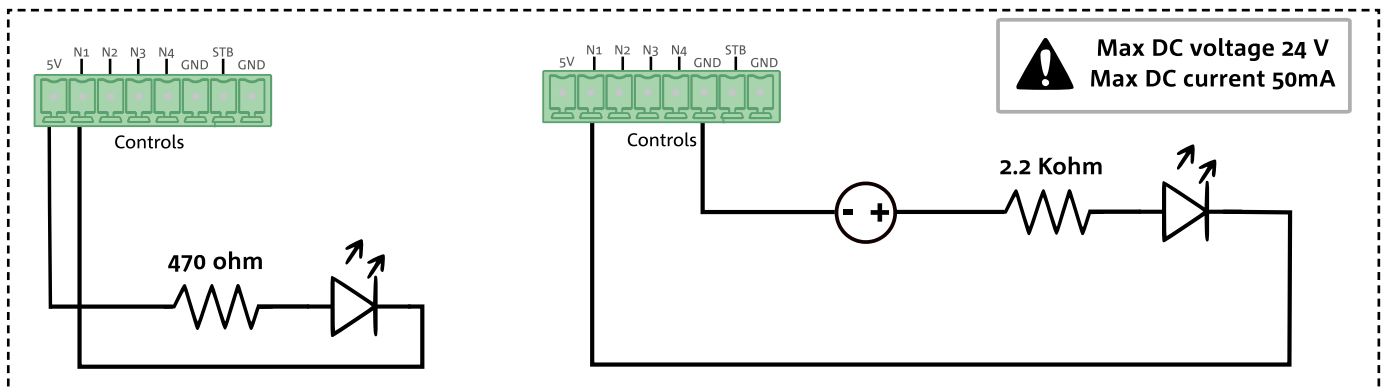 5V N1 N2 N3 N4 GND STB GND
Controls
470 ohm
5V N1 N2 N3 N4 GND STB GND
Controls
- +
2.2 Kohm
Max DC voltage 24 V
Max DC current 50mA